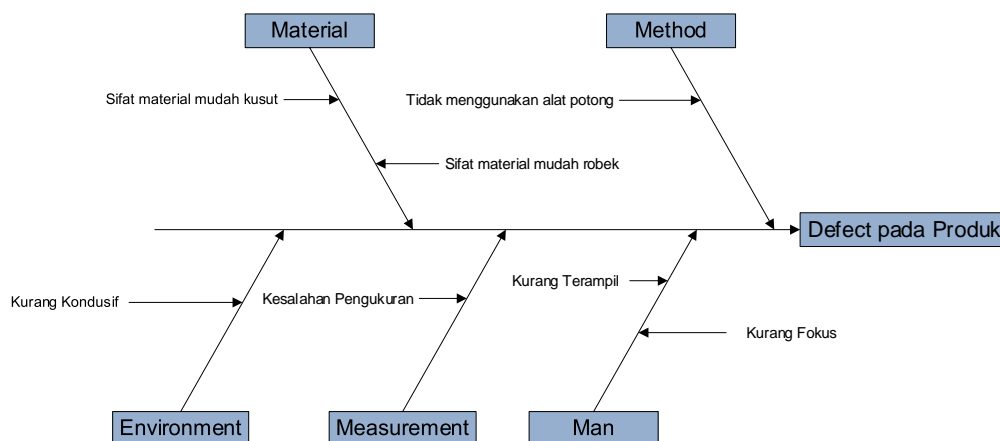 Material
Method
Sifat material mudah kusut
Tidak menggunakan alat potong
Sifat material mudah robek
Defect pada Produk
Kurang Terampil
Kurang Kondusif
Kesalahan Pengukuran
Kurang Fokus
Environment
Measurement
Man